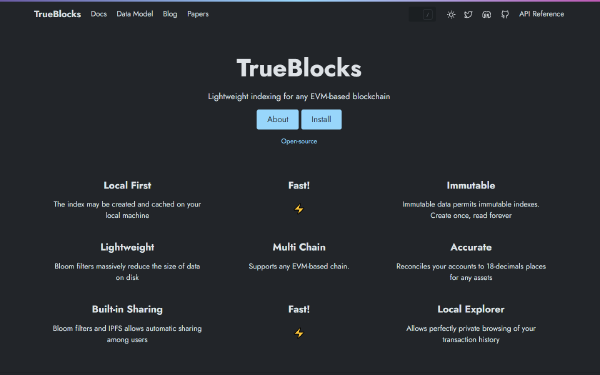 TrueBlocks Docs Data Model Blog Papers API Reference
TrueBlocks
Lightweight indexing for any EVM-based blockchain
About Install
Open-source
Local First
The index may be created and cached on your
local machine
Fast!
Immutable
Immutable data permits immutable indexes.
Create once, read forever
Lightweight
Bloom filters massively reduce the size of data
on disk
Multi Chain
Supports any EVM-based chain.
Accurate
Reconciles your accounts to 18-decimals places
for any assets
Built-in Sharing
Bloom filters and IPFS allows automatic sharing
among users
Fast!
Local Explorer
Allows perfectly private browsing of your
transaction history